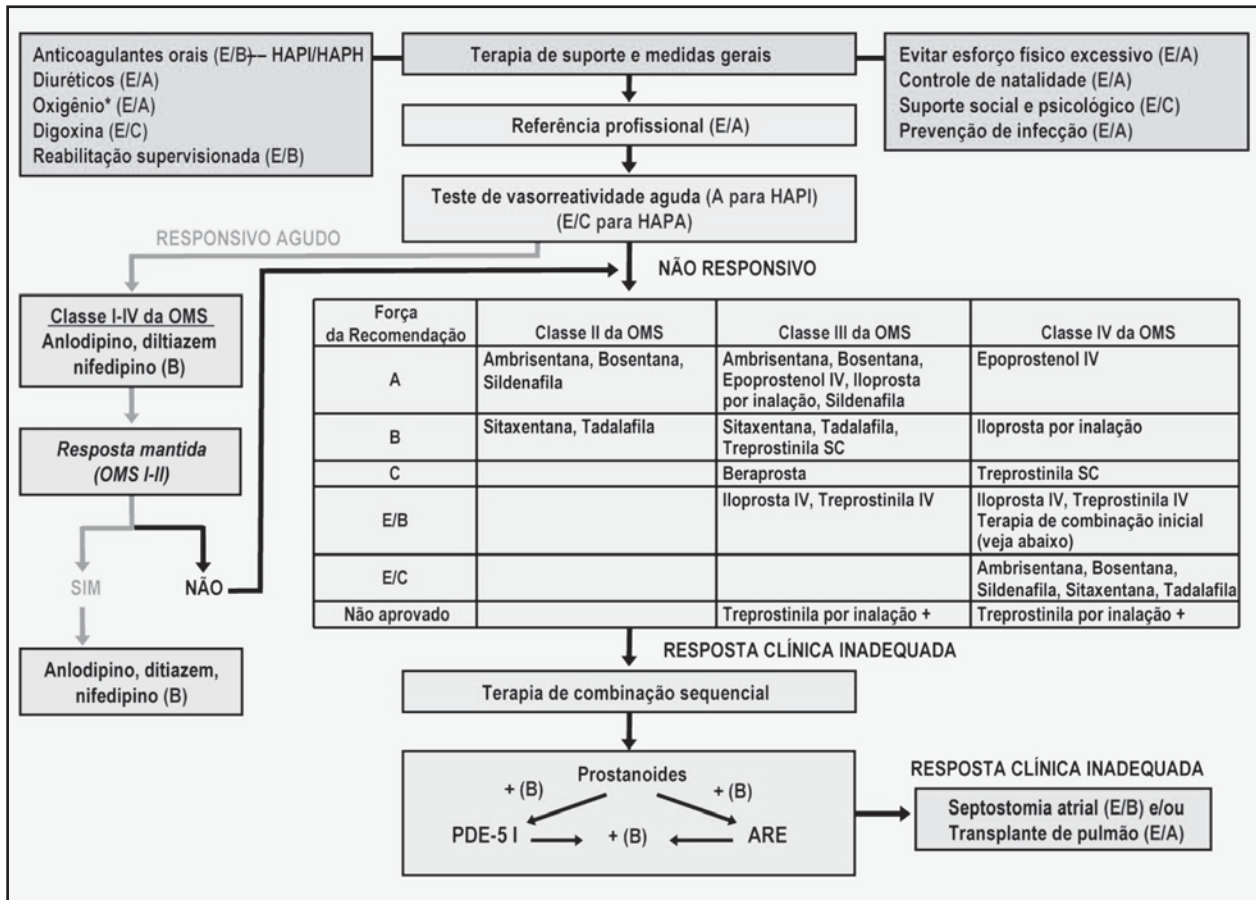 Anticoagulantes orais (E/B)–– HAPI/HAPH
Diuréticos (E/A)
Oxigênio* (E/A)
Digoxina (E/C)
Reabilitação supervisionada (E/B)
Terapia de suporte e medidas gerais
Evitar esforço físico excessivo (E/A)
Controle de natalidade (E/A)
Suporte social e psicológico (E/C)
Prevenção de infecção (E/A)
Referência profissional (E/A)
Teste de vasorreatividade aguda (A para HAPI)
(E/C para HAPA)
RESPONSIVO AGUDO
NÃO RESPONSIVO
Classe I-IV da OMS
Anlodipino, diltiazem
nifedipino (B)
Resposta mantida
(OMS I-II)
SIM
NÃO
Anlodipino, ditiazem,
nifedipino (B)
Força
da Recomendação
Classe II da OMS
Classe III da OMS
Classe IV da OMS
A
Ambrisentana, Bosentana,
Sildenafila
Ambrisentana, Bosentana,
Epoprostenol IV, Iloprosta
por inalação, Sildenafila
Epoprostenol IV
B
Sitaxentana, Tadalafila
Sitaxentana, Tadalafila,
Treprostinila SC
Iloprosta por inalação
C
Beraprosta
Treprostinila SC
E/B
Iloprosta IV, Treprostinila IV
Iloprosta IV, Treprostinila IV
Terapia de combinação inicial
(veja abaixo)
E/C
Ambrisentana, Bosentana,
Sildenafila, Sitaxentana, Tadalafila
Não aprovado
Treprostinila por inalação +
Treprostinila por inalação +
RESPOSTA CLÍNICA INADEQUADA
Terapia de combinação sequencial
Prostanoides
+ (B)
+ (B)
PDE-5 I
+ (B)
ARE
RESPOSTA CLÍNICA INADEQUADA
Septostomia atrial (E/B) e/ou
Transplante de pulmão (E/A)